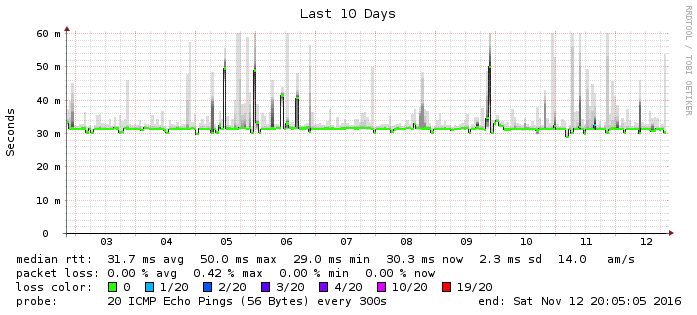 Last 10 Days
RRDTOOL / TOBI OETIKER
Seconds
60 m
50 m
40 m
30 m
20 m
10 m
0
03 04 05 06 07 08 09 10 11 12
median rtt: 31.7 ms avg 50.0 ms max 29.0 ms min 30.3 ms now 2.3 ms sd 14.0 am/s
packet loss: 0.00 % avg 0.42 % max 0.00 % min 0.00 % now
loss color: 0 1/20 2/20 3/20 4/20 10/20 19/20
probe: 20 ICMP Echo Pings (56 Bytes) every 300s end: Sat Nov 12 20:05:05 2016